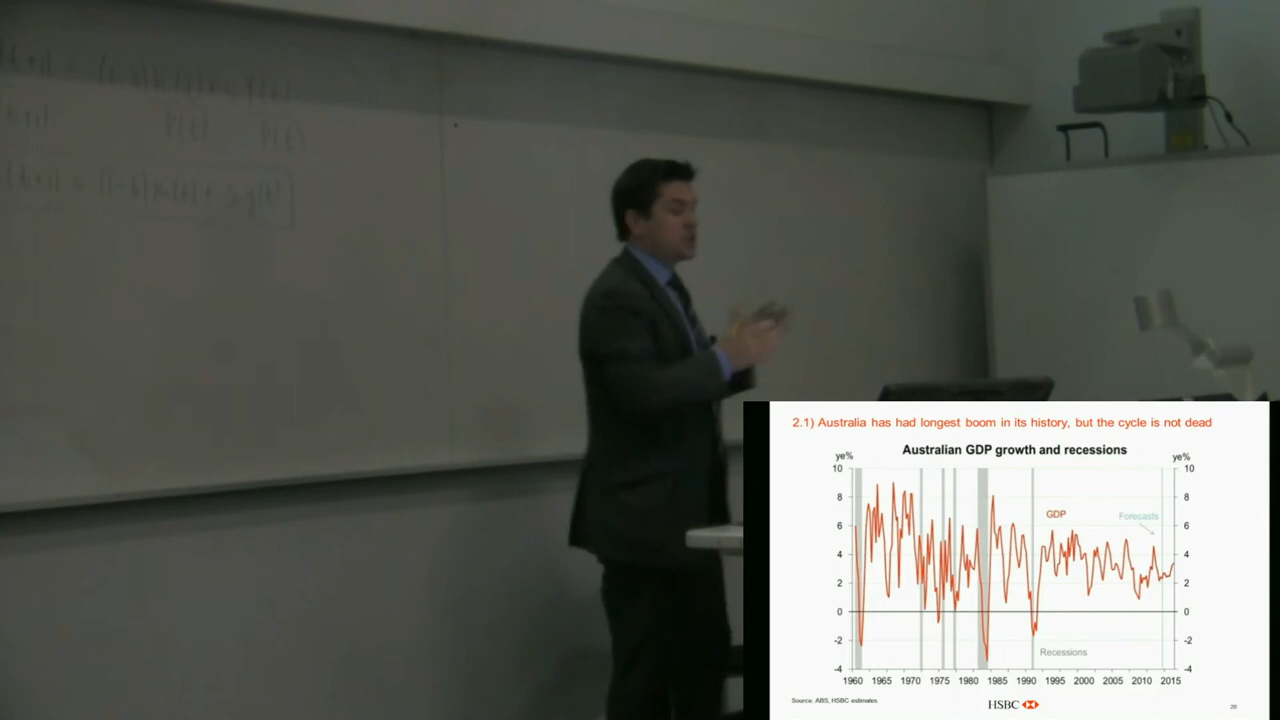 2.1) Australia has had longest boom in its history, but the cycle is not dead
Australian GDP growth and recessions
ye% ye%
10 10
8 8
6 6
4 4
2 2
0 0
-2 -2
-4 -4
GDP
Forecasts
Recessions
1960 1965 1970 1975 1980 1985 1990 1995 2000 2005 2010 2015
Source: ABS, HSBC estimates
HSBC
20